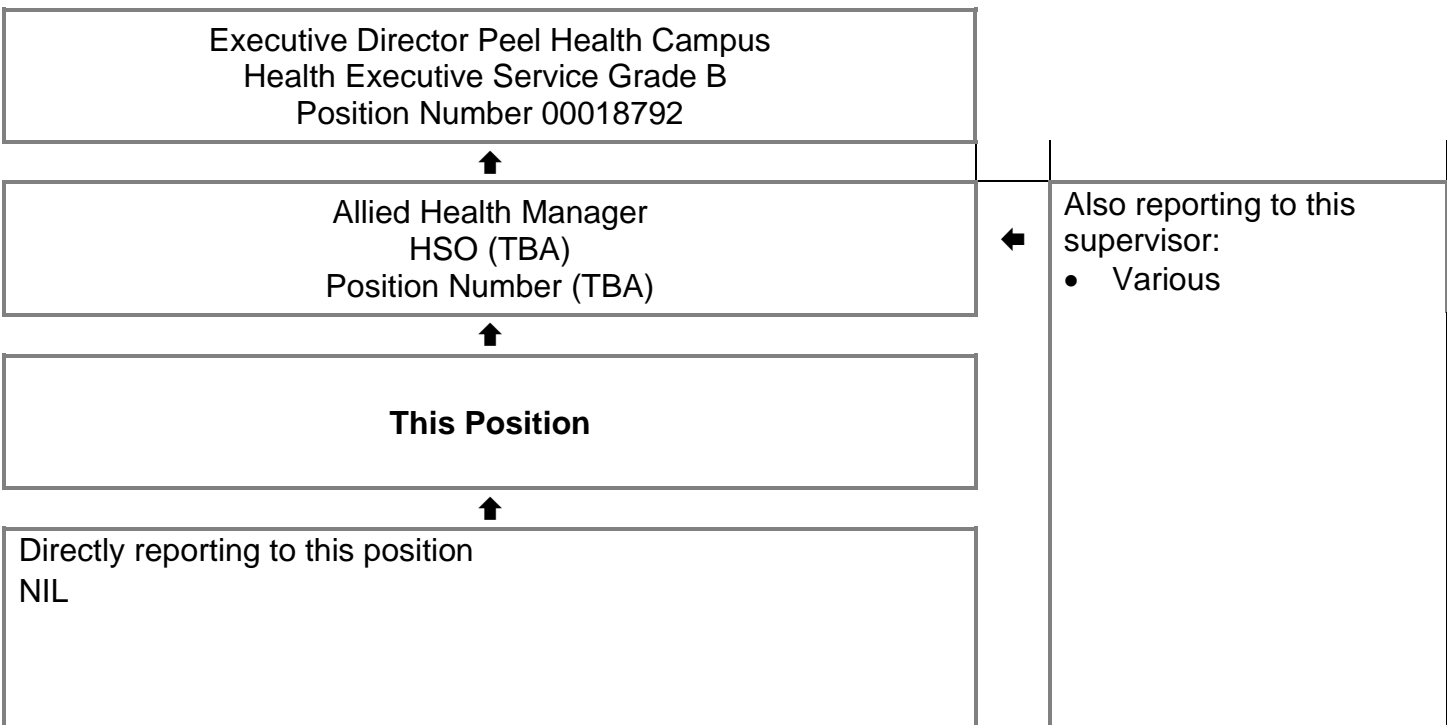 Executive Director Peel Health Campus
Health Executive Service Grade B
Position Number 00018792
Allied Health Manager
HSO (TBA)
Position Number (TBA)
Also reporting to this
supervisor:
• Various
This Position
Directly reporting to this position
NIL